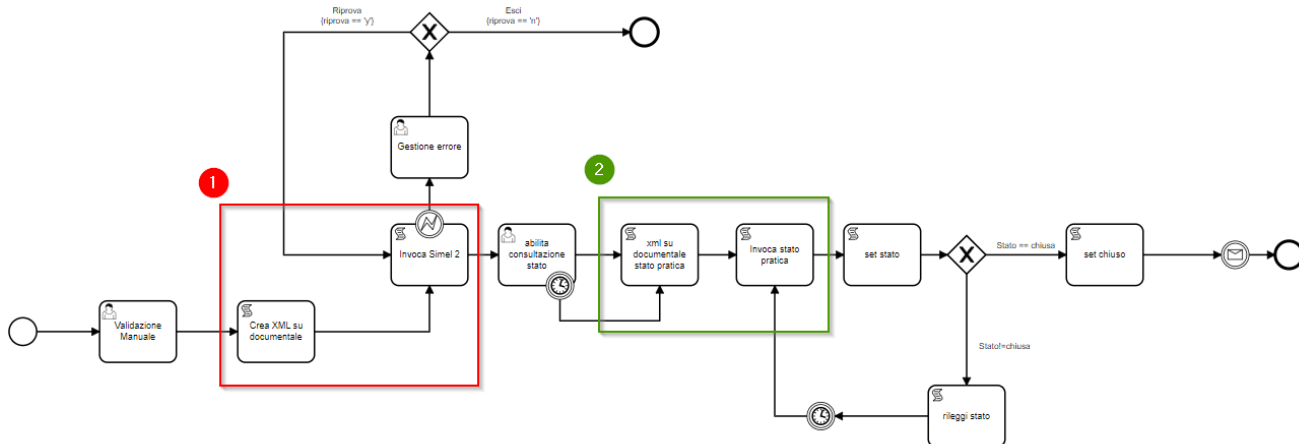 Riprova
{riprova == 'y'}
Esci
{riprova == 'n'}
Gestione errore
1
2
Invoca Simel 2
abilita
consultazione
stato
xml su
documentale
stato pratica
Invoca stato
pratica
set stato
Stato == chiusa
set chiuso
Validazione
Manuale
Crea XML su
documentale
Stato!=chiusa
rileggi stato